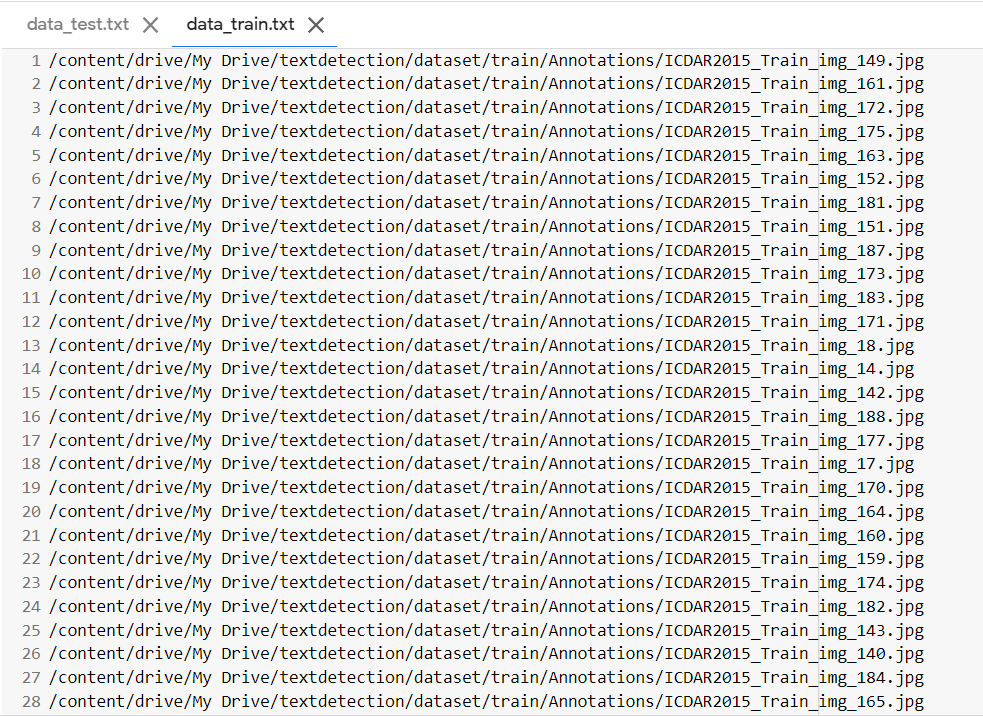 data_test.txt data_train.txt
1 /content/drive/My Drive/textdetection/dataset/train/Annotations/ICDAR2015_Train_img_149.jpg
2 /content/drive/My Drive/textdetection/dataset/train/Annotations/ICDAR2015_Train_img_161.jpg
3 /content/drive/My Drive/textdetection/dataset/train/Annotations/ICDAR2015_Train_img_172.jpg
4 /content/drive/My Drive/textdetection/dataset/train/Annotations/ICDAR2015_Train_img_175.jpg
5 /content/drive/My Drive/textdetection/dataset/train/Annotations/ICDAR2015_Train_img_163.jpg
6 /content/drive/My Drive/textdetection/dataset/train/Annotations/ICDAR2015_Train_img_152.jpg
7 /content/drive/My Drive/textdetection/dataset/train/Annotations/ICDAR2015_Train_img_181.jpg
8 /content/drive/My Drive/textdetection/dataset/train/Annotations/ICDAR2015_Train_img_151.jpg
9 /content/drive/My Drive/textdetection/dataset/train/Annotations/ICDAR2015_Train_img_187.jpg
10 /content/drive/My Drive/textdetection/dataset/train/Annotations/ICDAR2015_Train_img_173.jpg
11 /content/drive/My Drive/textdetection/dataset/train/Annotations/ICDAR2015_Train_img_183.jpg
12 /content/drive/My Drive/textdetection/dataset/train/Annotations/ICDAR2015_Train_img_171.jpg
13 /content/drive/My Drive/textdetection/dataset/train/Annotations/ICDAR2015_Train_img_18.jpg
14 /content/drive/My Drive/textdetection/dataset/train/Annotations/ICDAR2015_Train_img_14.jpg
15 /content/drive/My Drive/textdetection/dataset/train/Annotations/ICDAR2015_Train_img_142.jpg
16 /content/drive/My Drive/textdetection/dataset/train/Annotations/ICDAR2015_Train_img_188.jpg
17 /content/drive/My Drive/textdetection/dataset/train/Annotations/ICDAR2015_Train_img_177.jpg
18 /content/drive/My Drive/textdetection/dataset/train/Annotations/ICDAR2015_Train_img_17.jpg
19 /content/drive/My Drive/textdetection/dataset/train/Annotations/ICDAR2015_Train_img_170.jpg
20 /content/drive/My Drive/textdetection/dataset/train/Annotations/ICDAR2015_Train_img_164.jpg
21 /content/drive/My Drive/textdetection/dataset/train/Annotations/ICDAR2015_Train_img_160.jpg
22 /content/drive/My Drive/textdetection/dataset/train/Annotations/ICDAR2015_Train_img_159.jpg
23 /content/drive/My Drive/textdetection/dataset/train/Annotations/ICDAR2015_Train_img_174.jpg
24 /content/drive/My Drive/textdetection/dataset/train/Annotations/ICDAR2015_Train_img_182.jpg
25 /content/drive/My Drive/textdetection/dataset/train/Annotations/ICDAR2015_Train_img_143.jpg
26 /content/drive/My Drive/textdetection/dataset/train/Annotations/ICDAR2015_Train_img_140.jpg
27 /content/drive/My Drive/textdetection/dataset/train/Annotations/ICDAR2015_Train_img_184.jpg
28 /content/drive/My Drive/textdetection/dataset/train/Annotations/ICDAR2015_Train_img_165.jpg